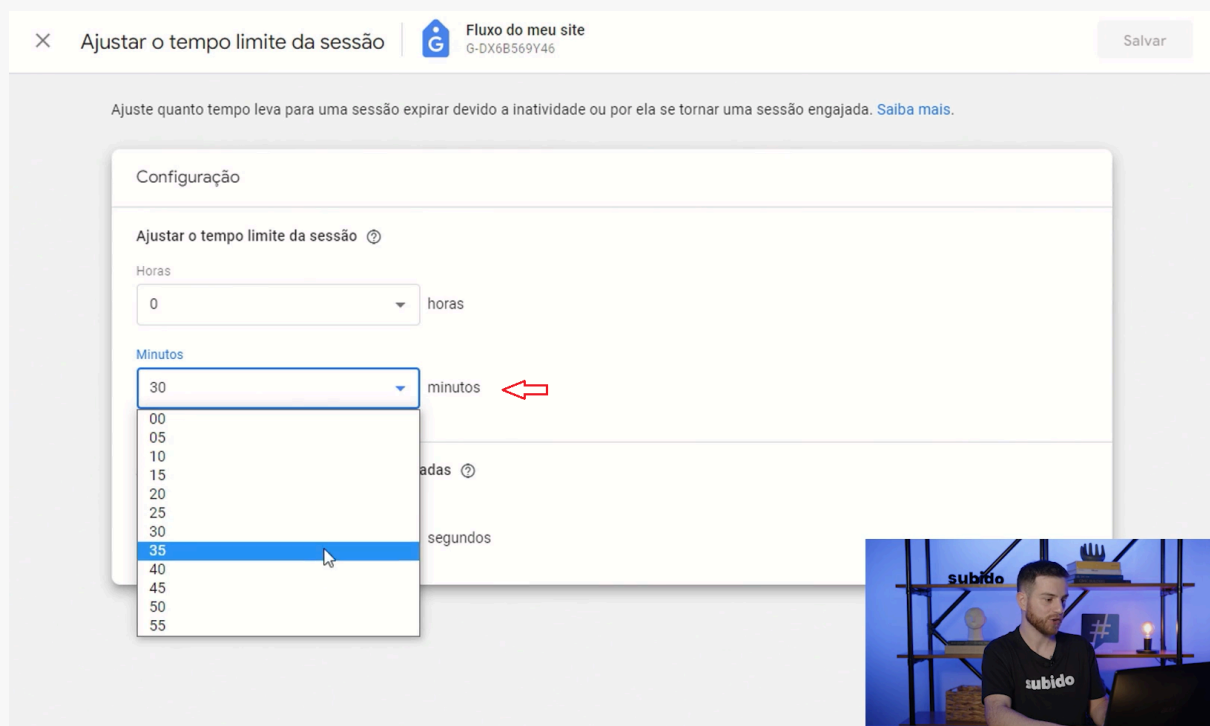 Ajustar o tempo limite da sessão
Fluxo do meu site
G-DX6B569Y46
Salvar
Ajuste quanto tempo leva para uma sessão expirar devido a inatividade ou por ela se tornar uma sessão engajada. Saiba mais.
Configuração
Ajustar o tempo limite da sessão
Horas
0 horas
Minutos
30 minutos
00
05
10
15
20
25
30
35
40
45
50
55
adas
segundos
subido
#
subido